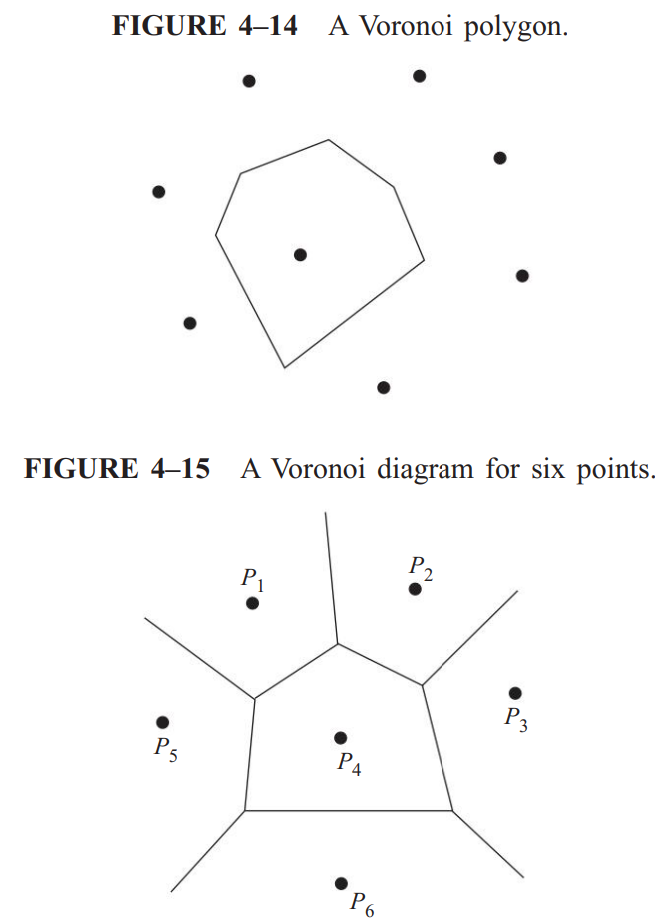 FIGURE 4–14 A Voronoi polygon.
FIGURE 4–15 A Voronoi diagram for six points.
P1
P2
P3
P4
P5
P6